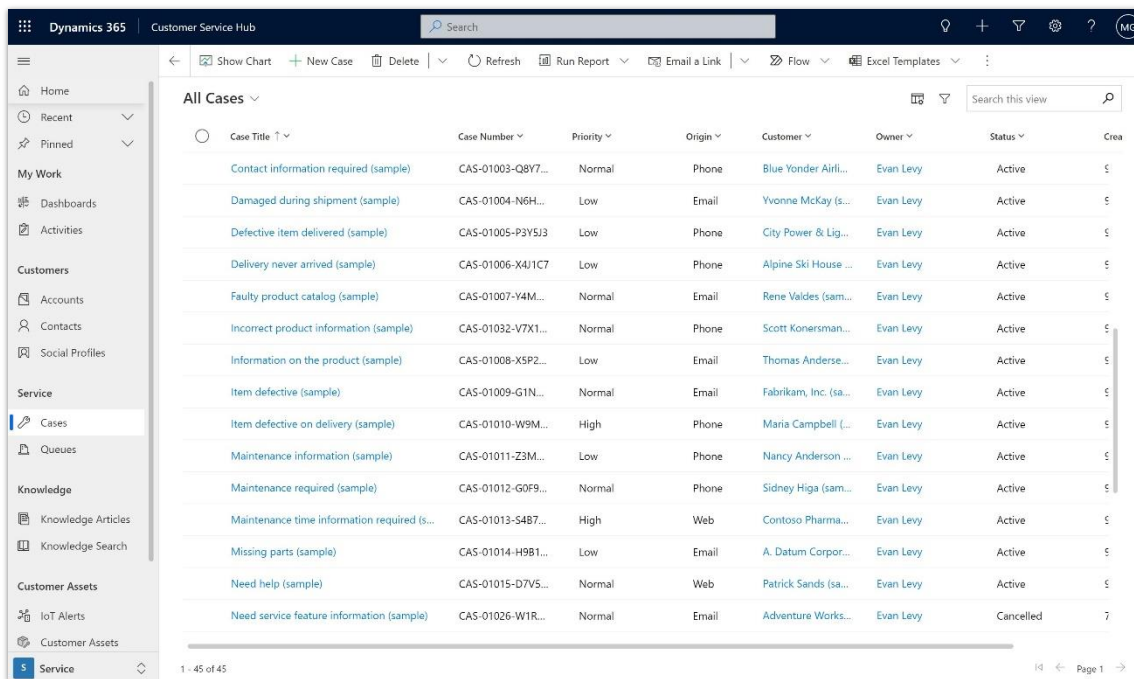 Dynamics 365 Customer Service Hub Search ? MG
Show Chart New Case Delete Refresh Run Report Email a Link Flow Excel Templates
Home
Recent
Pinned
My Work
Dashboards
Activities
Customers
Accounts
Contacts
Social Profiles
Service
Cases
Queues
Knowledge
Knowledge Articles
Knowledge Search
Customer Assets
IoT Alerts
Customer Assets
S Service
All Cases Search this view
Case Title Case Number Priority Origin Customer Owner Status Crea
Contact information required (sample) CAS-01003-Q8Y7... Normal Phone Blue Yonder Airli... Evan Levy Active
Damaged during shipment (sample) CAS-01004-N6H... Low Email Yvonne McKay (s... Evan Levy Active
Defective item delivered (sample) CAS-01005-P3Y5J3 Low Phone City Power & Lig... Evan Levy Active
Delivery never arrived (sample) CAS-01006-X4J1C7 Low Phone Alpine Ski House ... Evan Levy Active
Faulty product catalog (sample) CAS-01007-Y4M... Normal Email Rene Valdes (sam... Evan Levy Active
Incorrect product information (sample) CAS-01032-V7X1... Normal Phone Scott Konersman... Evan Levy Active
Information on the product (sample) CAS-01008-X5P2... Low Email Thomas Anderse... Evan Levy Active
Item defective (sample) CAS-01009-G1N... Normal Email Fabrikam, Inc. (sa... Evan Levy Active
Item defective on delivery (sample) CAS-01010-W9M... High Phone Maria Campbell (... Evan Levy Active
Maintenance information (sample) CAS-01011-Z3M... Low Phone Nancy Anderson ... Evan Levy Active
Maintenance required (sample) CAS-01012-G0F9... Normal Phone Sidney Higa (sam... Evan Levy Active
Maintenance time information required (s... CAS-01013-S4B7... High Web Contoso Pharma... Evan Levy Active
Missing parts (sample) CAS-01014-H9B1... Low Email A. Datum Corpor... Evan Levy Active
Need help (sample) CAS-01015-D7V5... Normal Web Patrick Sands (sa... Evan Levy Active
Need service feature information (sample) CAS-01026-W1R... Normal Email Adventure Works... Evan Levy Cancelled 7
1 - 45 of 45 Page 1